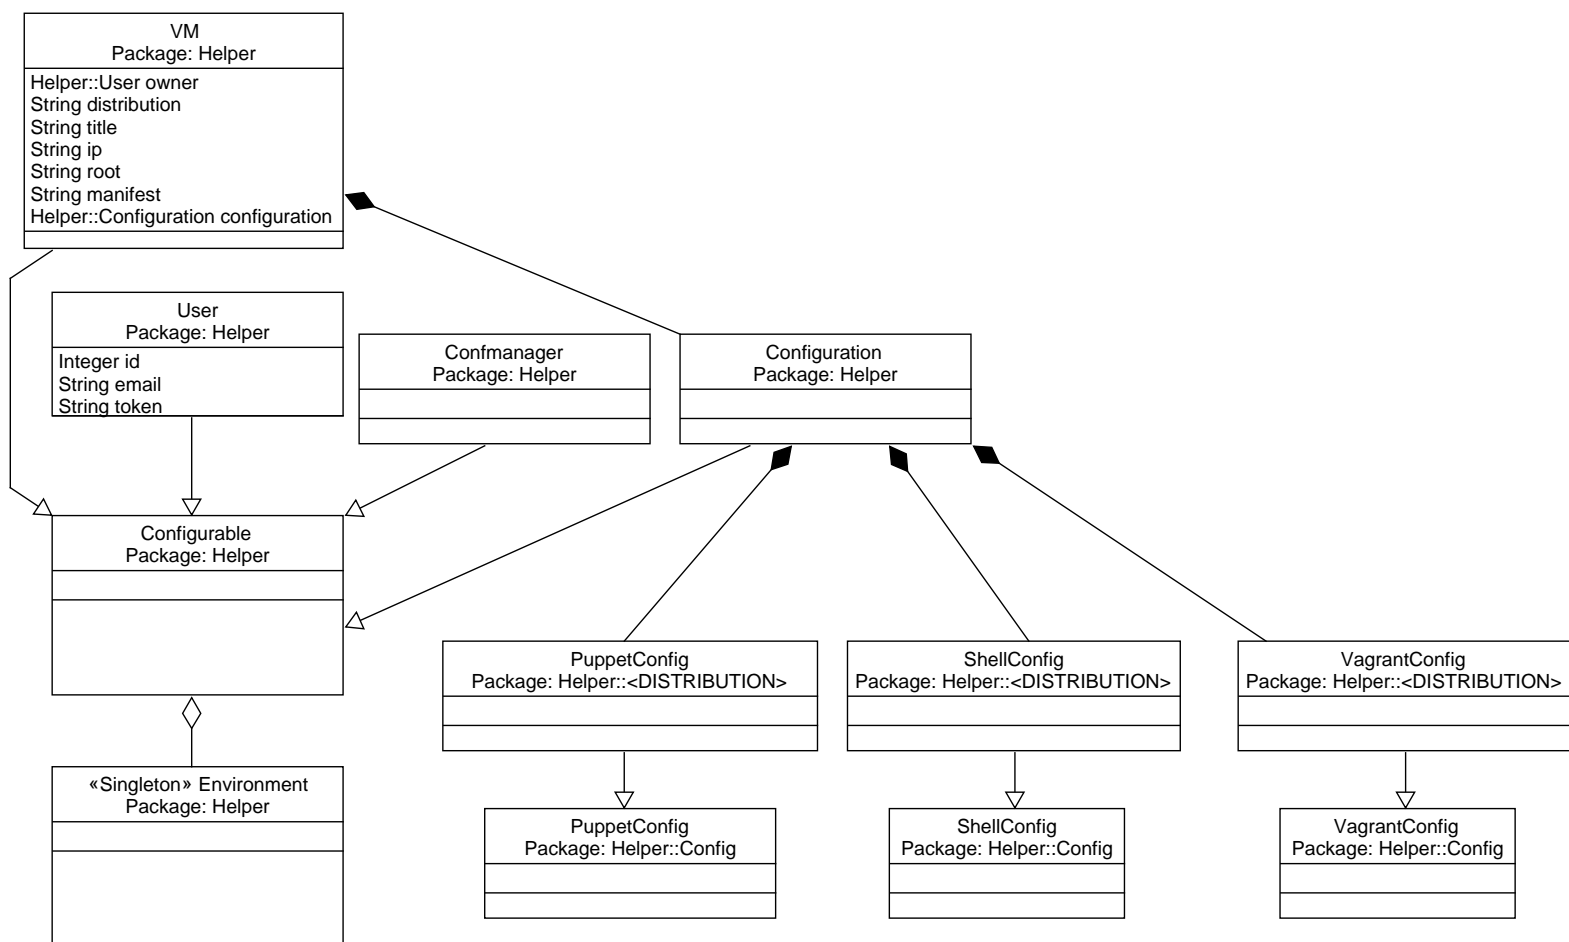 VM
Package: Helper
Helper::User owner
String distribution
String title
String ip
String root
String manifest
Helper::Configuration configuration
User
Package: Helper
Integer id
String email
String token
Confmanager
Package: Helper
Configuration
Package: Helper
Configurable
Package: Helper
PuppetConfig
Package: Helper::<DISTRIBUTION>
ShellConfig
Package: Helper::<DISTRIBUTION>
VagrantConfig
Package: Helper::<DISTRIBUTION>
«Singleton» Environment
Package: Helper
PuppetConfig
Package: Helper::Config
ShellConfig
Package: Helper::Config
VagrantConfig
Package: Helper::Config